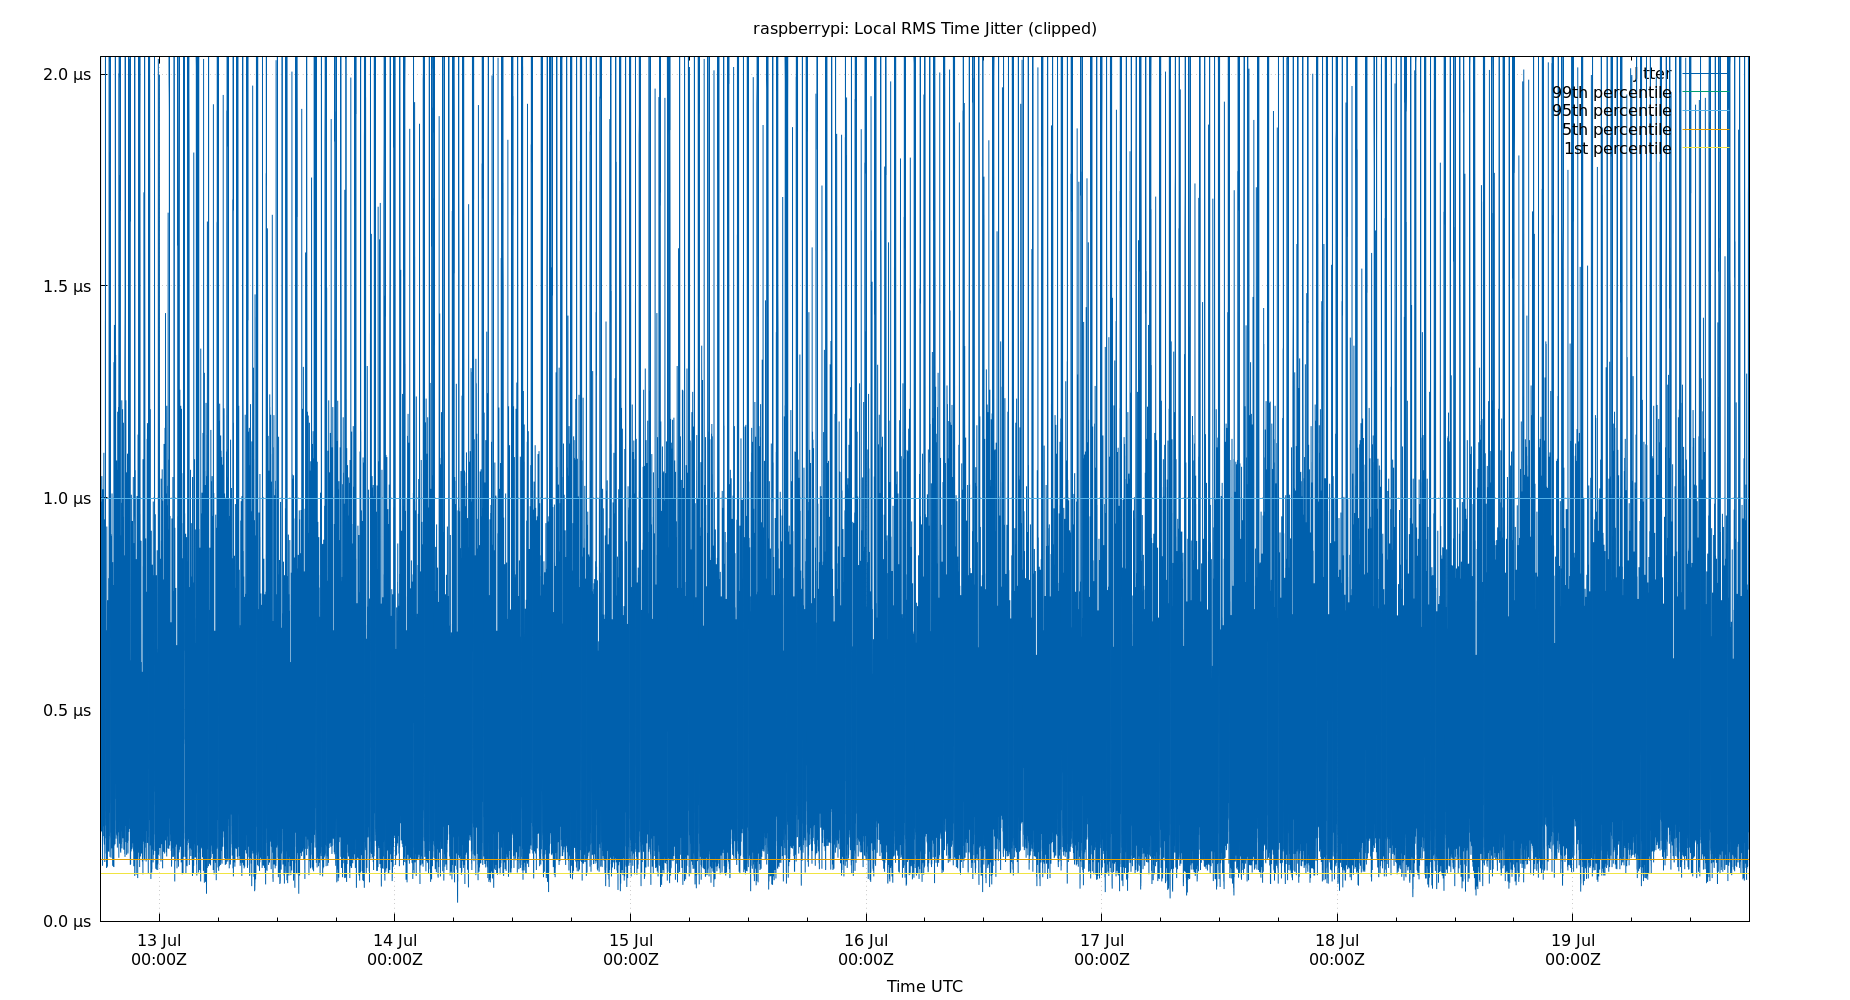 raspberrypi: Local RMS Time Jitter (clipped)
2.0 µs
1.5 µs
1.0 µs
0.5 µs
0.0 µs
Jitter
99th percentile
95th percentile
5th percentile
1st percentile
13 Jul
00:00Z
14 Jul
00:00Z
15 Jul
00:00Z
16 Jul
00:00Z
17 Jul
00:00Z
18 Jul
00:00Z
19 Jul
00:00Z
Time UTC